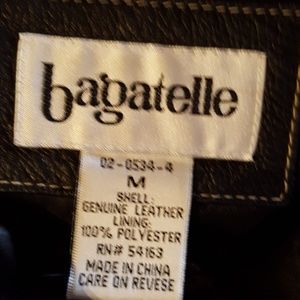 bagatelle
02-0534-4
M
SHELL:
GENUINE LEATHER
LINING:
100% POLYESTER
RN# 54163
MADE IN CHINA
CARE ON REVESE